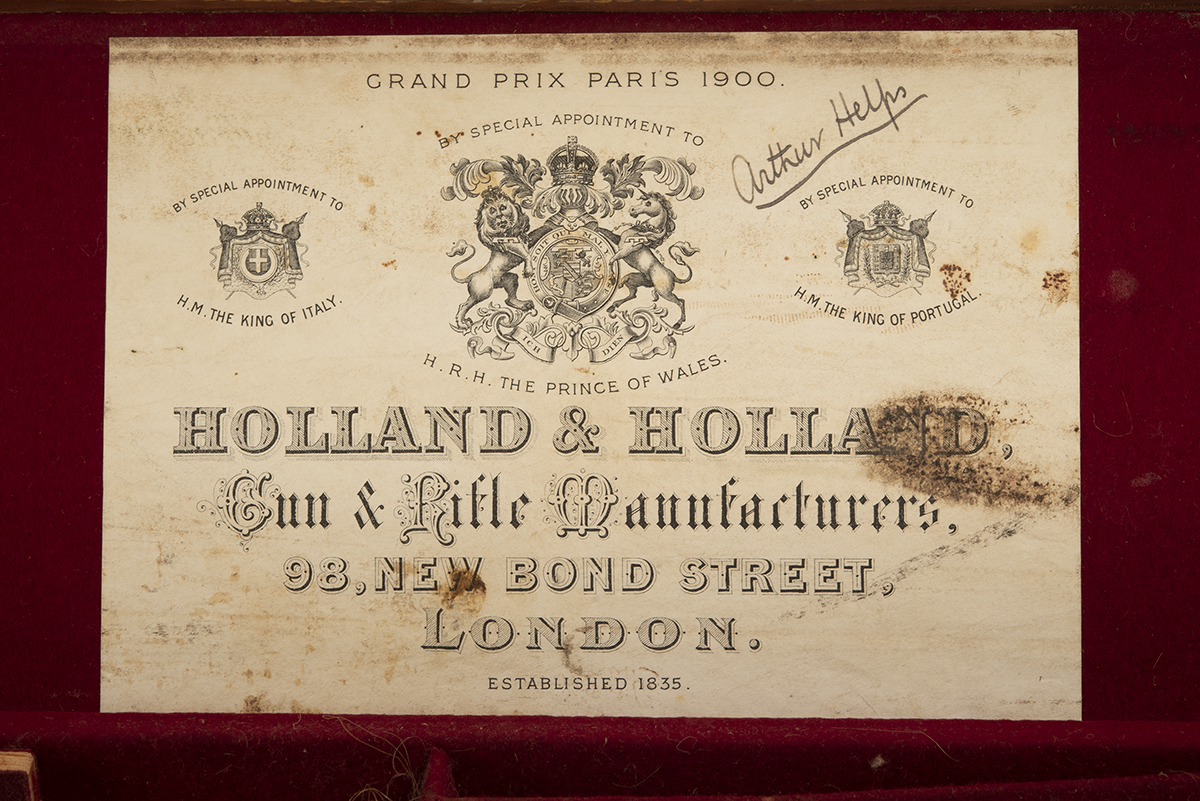 GRAND PRIX PARIS 1900.
Arthur Helps
BY SPECIAL APPOINTMENT TO
ICH DIEN
H.R.H. THE PRINCE OF WALES.
BY SPECIAL APPOINTMENT TO
H.M. THE KING OF ITALY.
BY SPECIAL APPOINTMENT TO
H.M. THE KING OF PORTUGAL.
HOLLAND & HOLLAND,
Gun & Rifle Manufacturers,
98, NEW BOND STREET,
LONDON.
ESTABLISHED 1835.